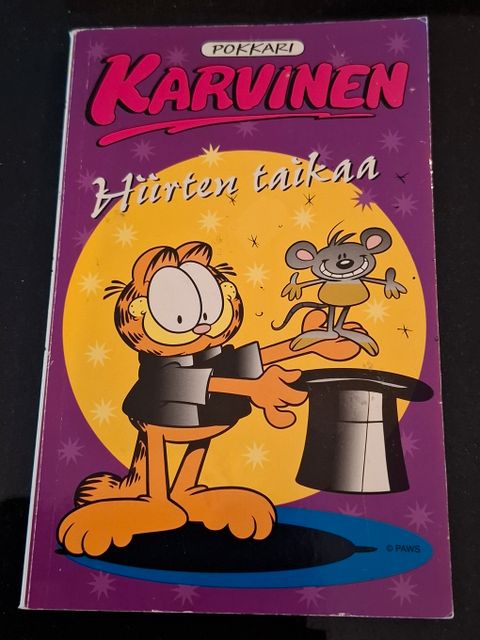 POKKARI
KARVINEN
Hiirten taikaa
© PAWS